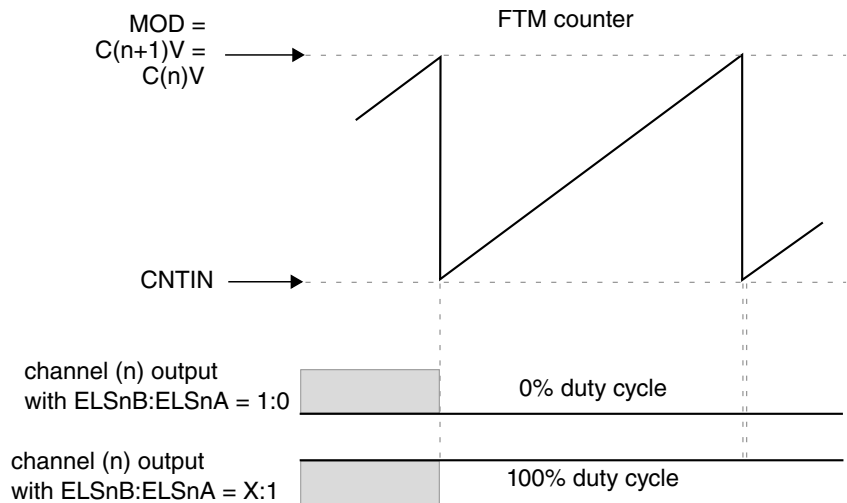 FTM counter
MOD =
C(n+1)V =
C(n)V
CNTIN
channel (n) output
with ELSnB:ELSnA = 1:0
0% duty cycle
channel (n) output
with ELSnB:ELSnA = X:1
100% duty cycle